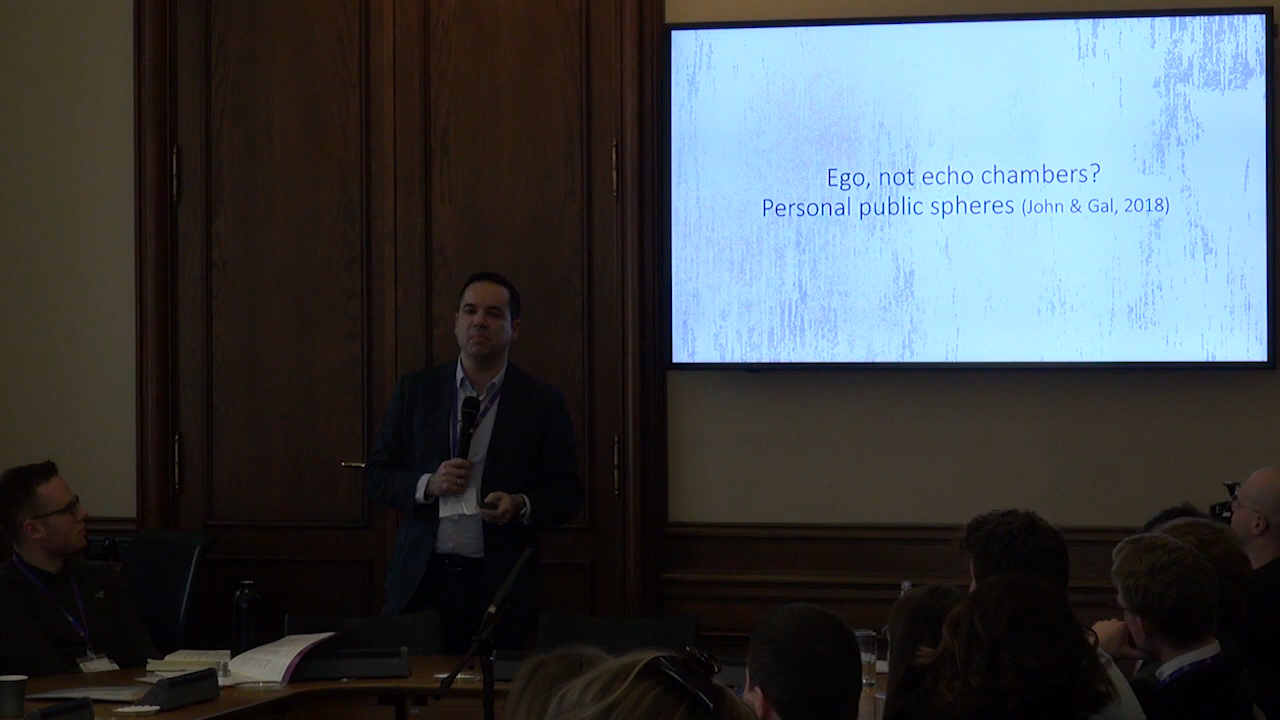 Ego, not echo chambers?
Personal public spheres (John & Gal, 2018)